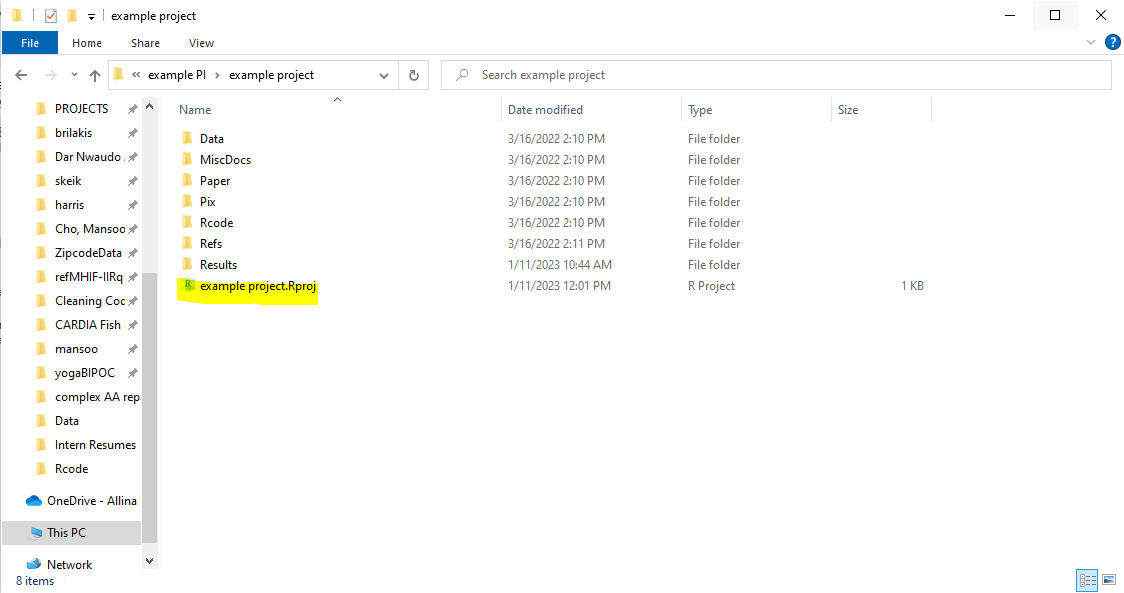 example project
File Home Share View
example PI example project
Search example project
Name Date modified Type Size
PROJECTS
brilakis
Dar Nwaudo
skeik
harris
Cho, Mansoo
ZipcodeData
refMHIF-IIRq
Cleaning Coc
CARDIA Fish
mansoo
yogaBIPOC
complex AA rep
Data
Intern Resumes
Rcode
OneDrive - Allina
This PC
Network
Data 3/16/2022 2:10 PM File folder
MiscDocs 3/16/2022 2:10 PM File folder
Paper 3/16/2022 2:10 PM File folder
Pix 3/16/2022 2:10 PM File folder
Rcode 3/16/2022 2:10 PM File folder
Refs 3/16/2022 2:11 PM File folder
Results 1/11/2023 10:44 AM File folder
example project.Rproj 1/11/2023 12:01 PM R Project 1 KB
8 items